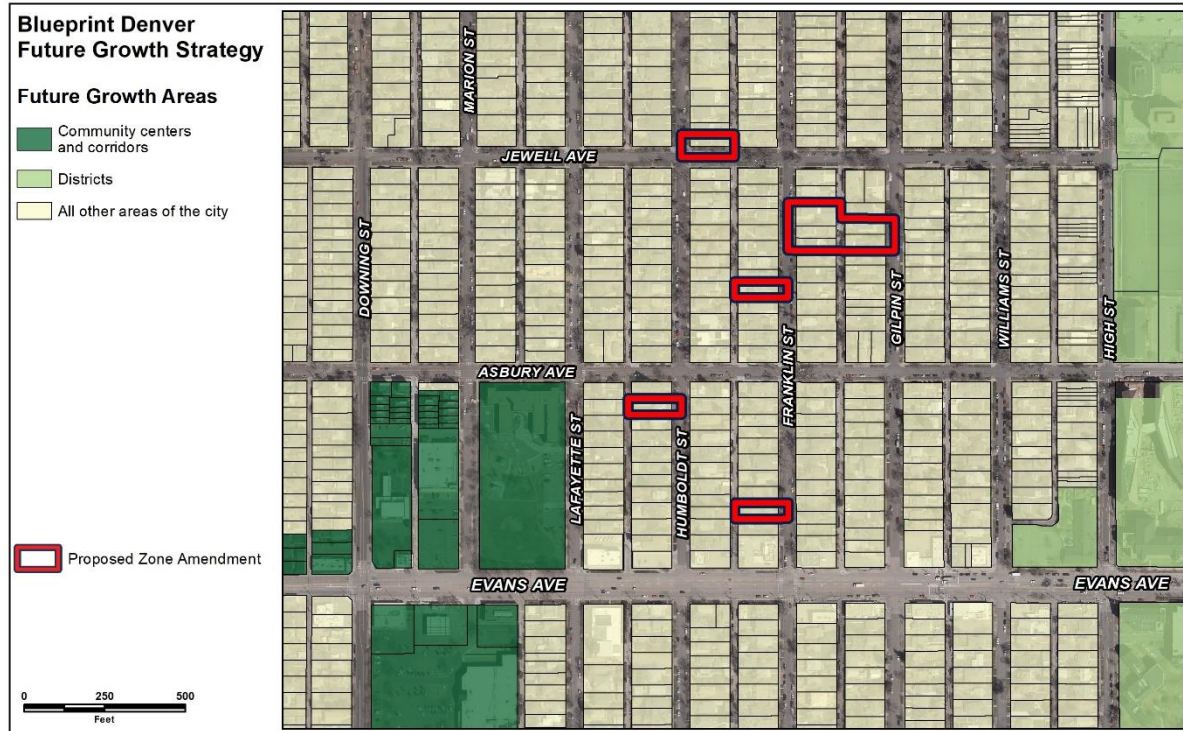 Blueprint Denver
Future Growth Strategy
Future Growth Areas
Community centers
and corridors
Districts
All other areas of the city
Proposed Zone Amendment
0 250 500
Feet
MARION ST
JEWELL AVE
DOWNING ST
GILPIN ST
WILLIAMS ST
HIGH ST
FRANKLIN ST
ASBURY AVE
LAFAYETTE ST
HUMBOLDT ST
EVANS AVE
EVANS AVE